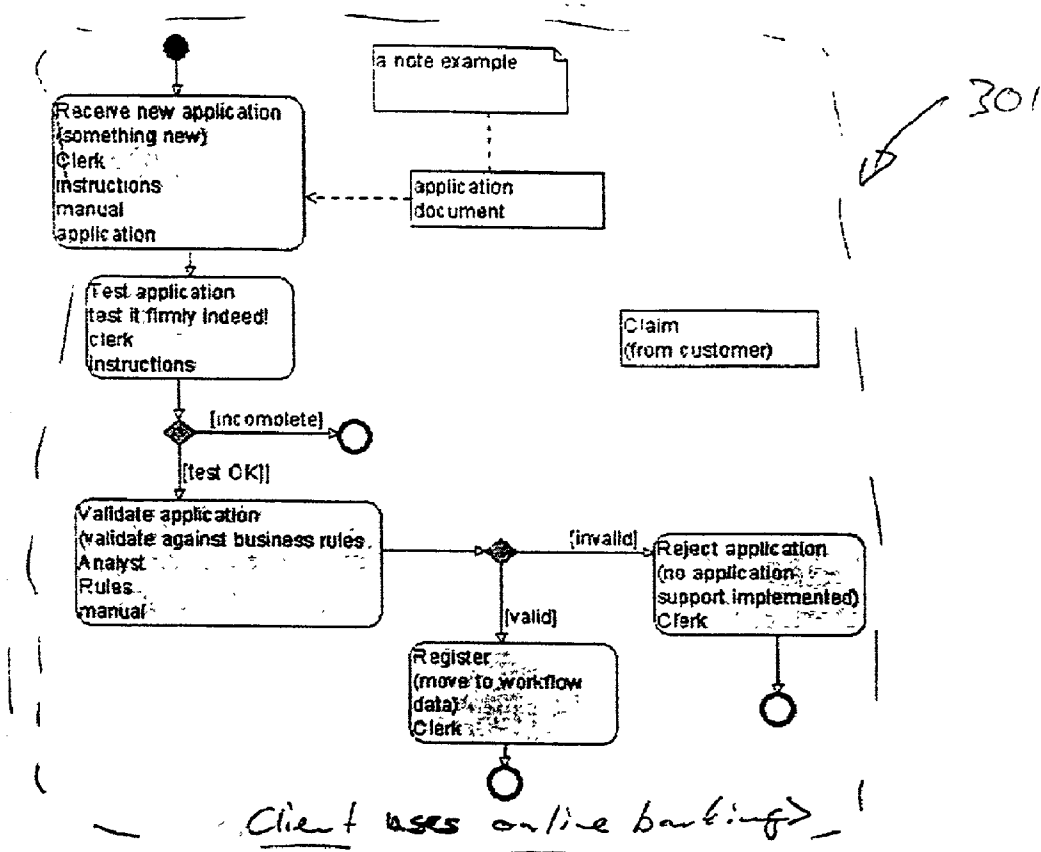 a note example
301
Receive new application
(something new)
Clerk
instructions
manual
application
application
document
Test application
test it firmly indeed!
clerk
instructions
Claim
(from customer)
[incomplete]
[test OK]]
Validate application
(validate against business rules
Analyst
Rules
manual
[invalid]
Reject application
(no application
support implemented)
Clerk
[valid]
Register
(move to workflow
data)
Clerk
Client uses online banking>